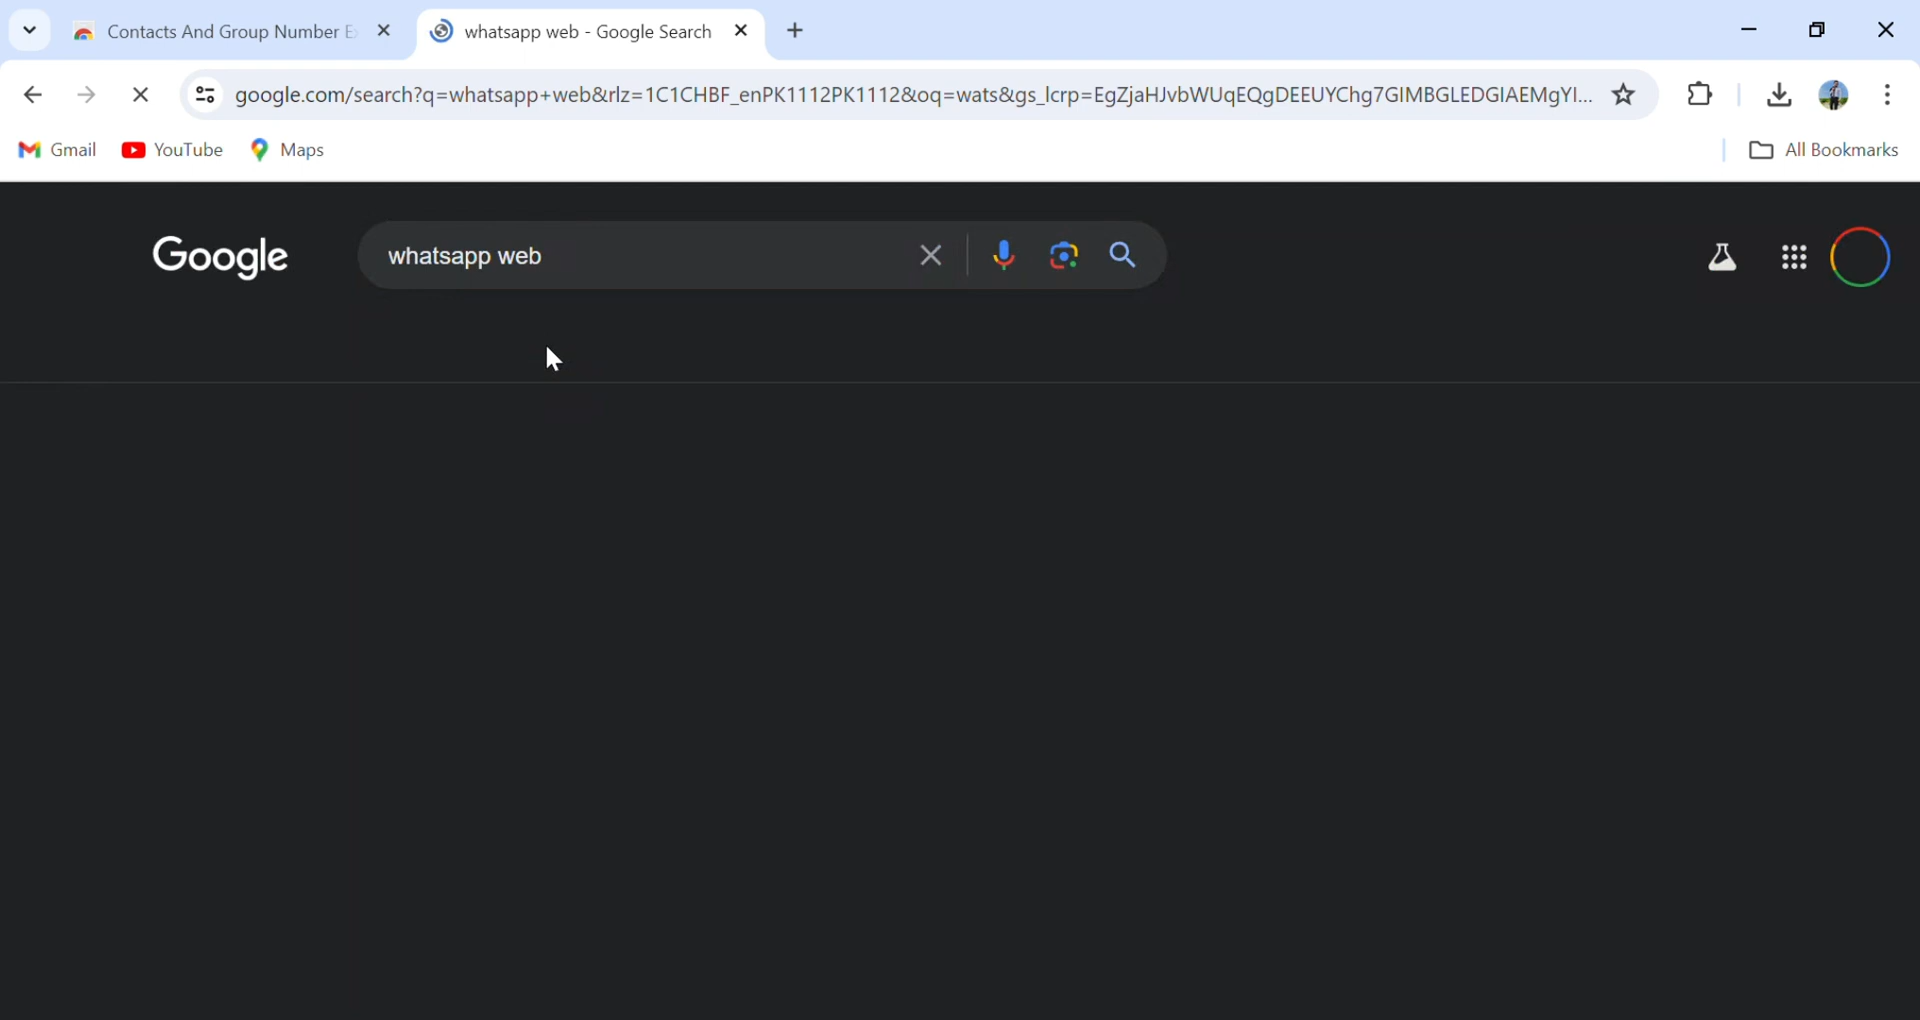 Contacts And Group Number E
whatsapp web - Google Search
google.com/search?q=whatsapp+web&rlz=1C1CHBF_enPK1112PK1112&oq=wats&gs_lcrp=EgZjaHJvbWUqEQgDEEUYChg7GIMBGLEDGIAEMgYI...
Gmail
YouTube
Maps
All Bookmarks
Google
whatsapp web